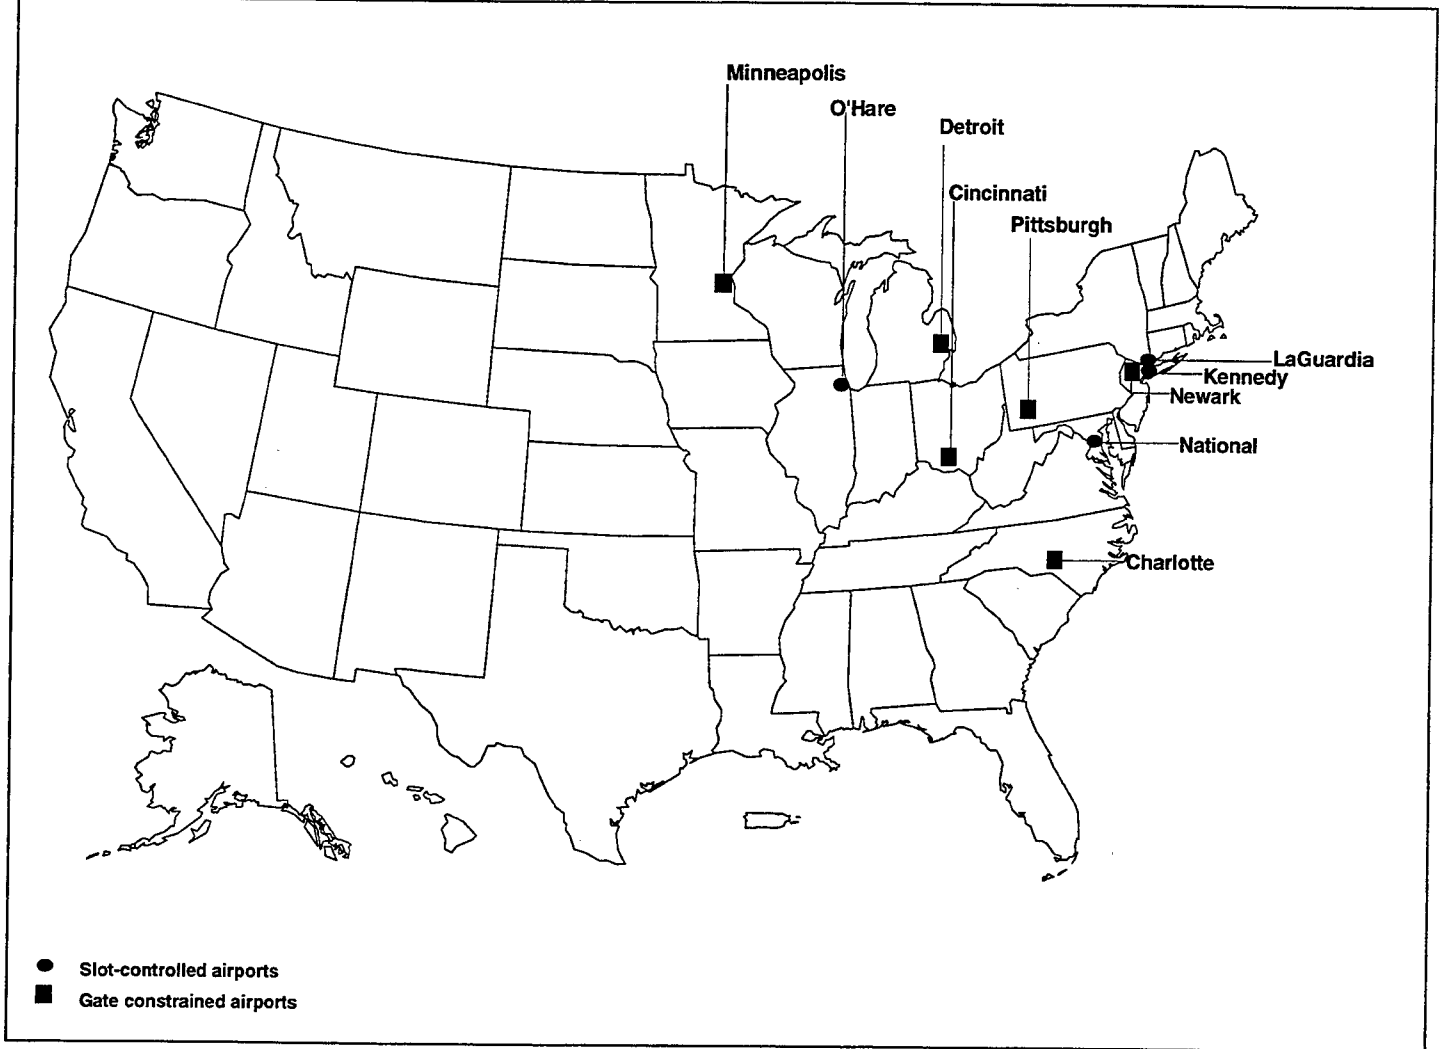 Minneapolis
O'Hare
Detroit
Cincinnati
Pittsburgh
LaGuardia
Kennedy
Newark
National
Charlotte
Slot-controlled airports
Gate constrained airports